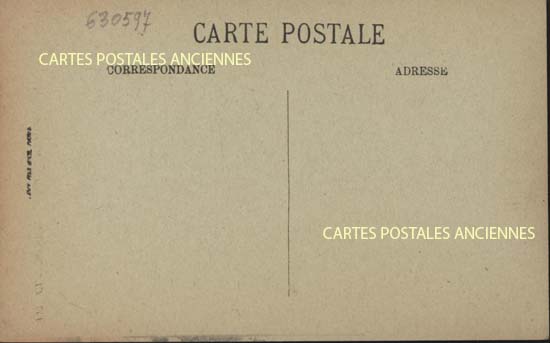 630597
CARTE POSTALE
CARTES POSTALES ANCIENNES
CORRESPONDANCE
ADRESSE
CARTES POSTALES ANCIENNES